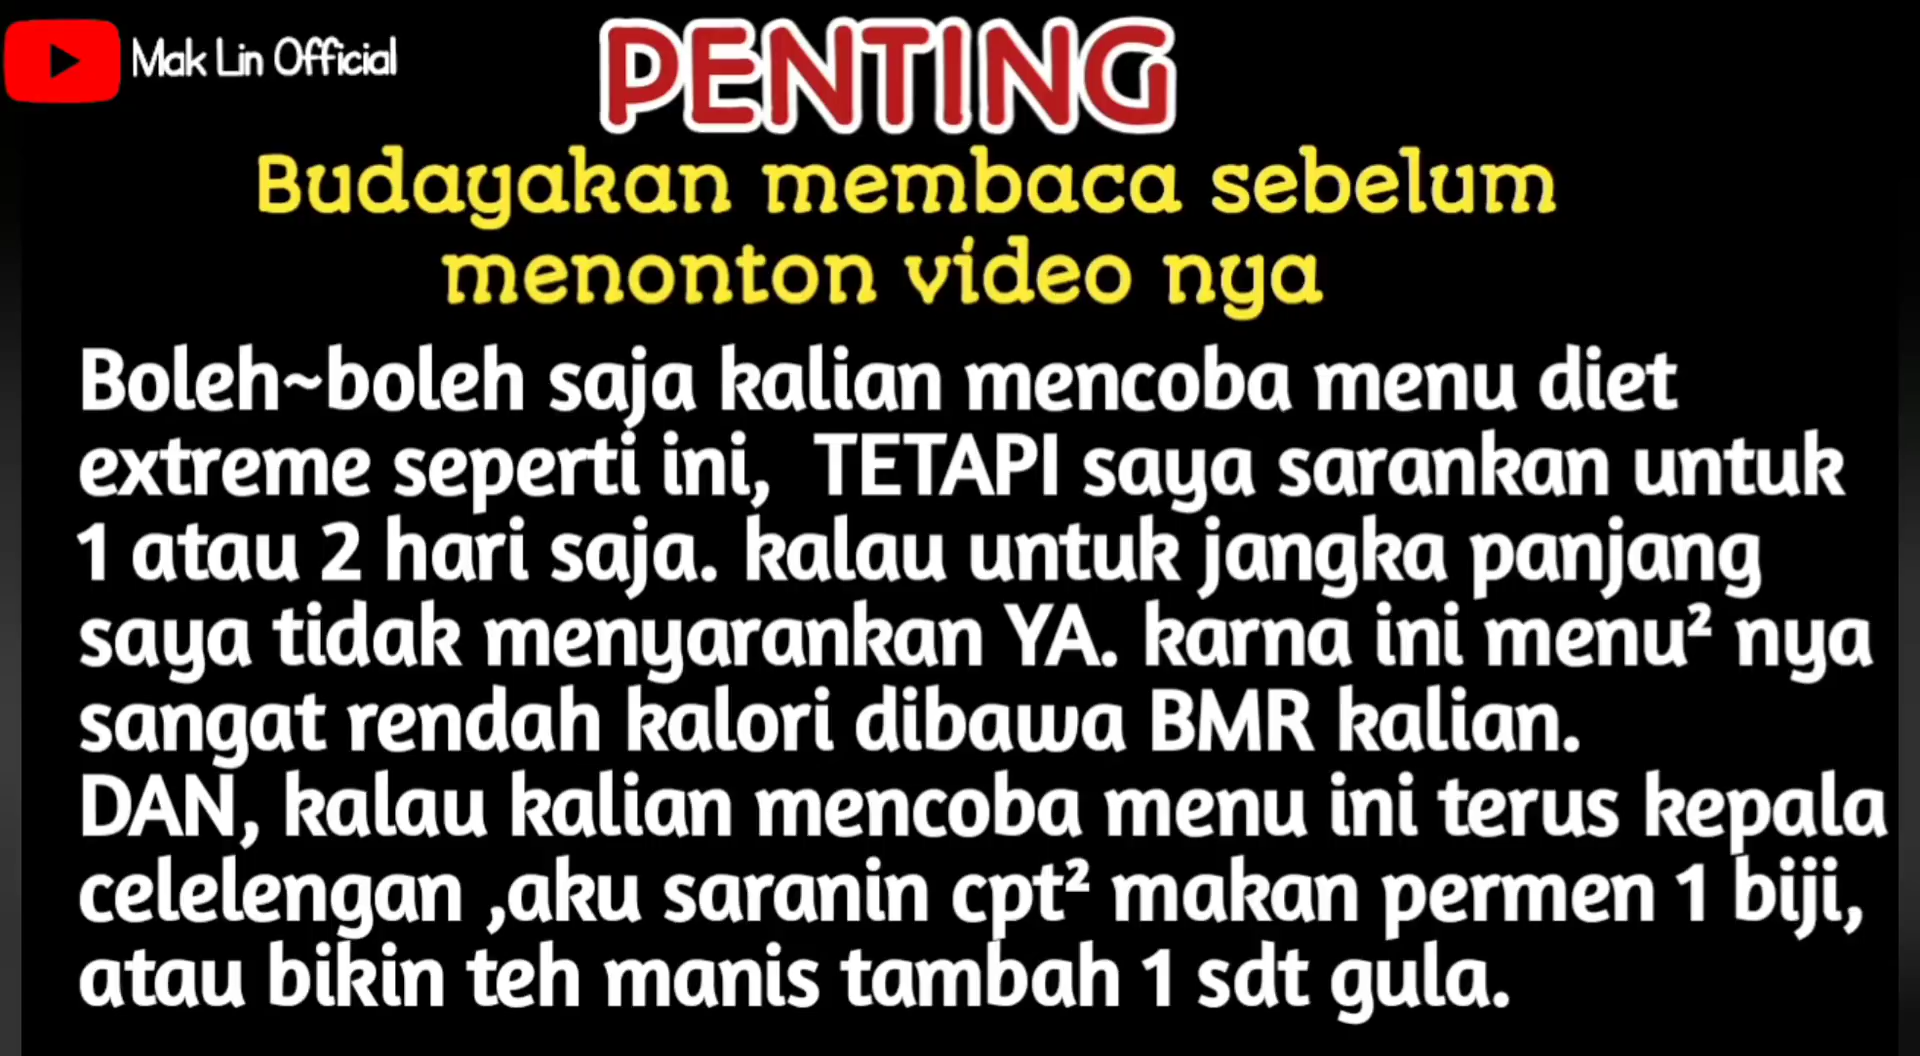 Mak Lin Official
PENTING
Budayakan membaca sebelum
menonton video nya
Boleh~boleh saja kalian mencoba menu diet
extreme seperti ini, TETAPI saya sarankan untuk
1 atau 2 hari saja. kalau untuk jangka panjang
saya tidak menyarankan YA. karna ini menu² nya
sangat rendah kalori dibawa BMR kalian.
DAN, kalau kalian mencoba menu ini terus kepala
celelengan ,aku saranin cpt² makan permen 1 biji,
atau bikin teh manis tambah 1 sdt gula.